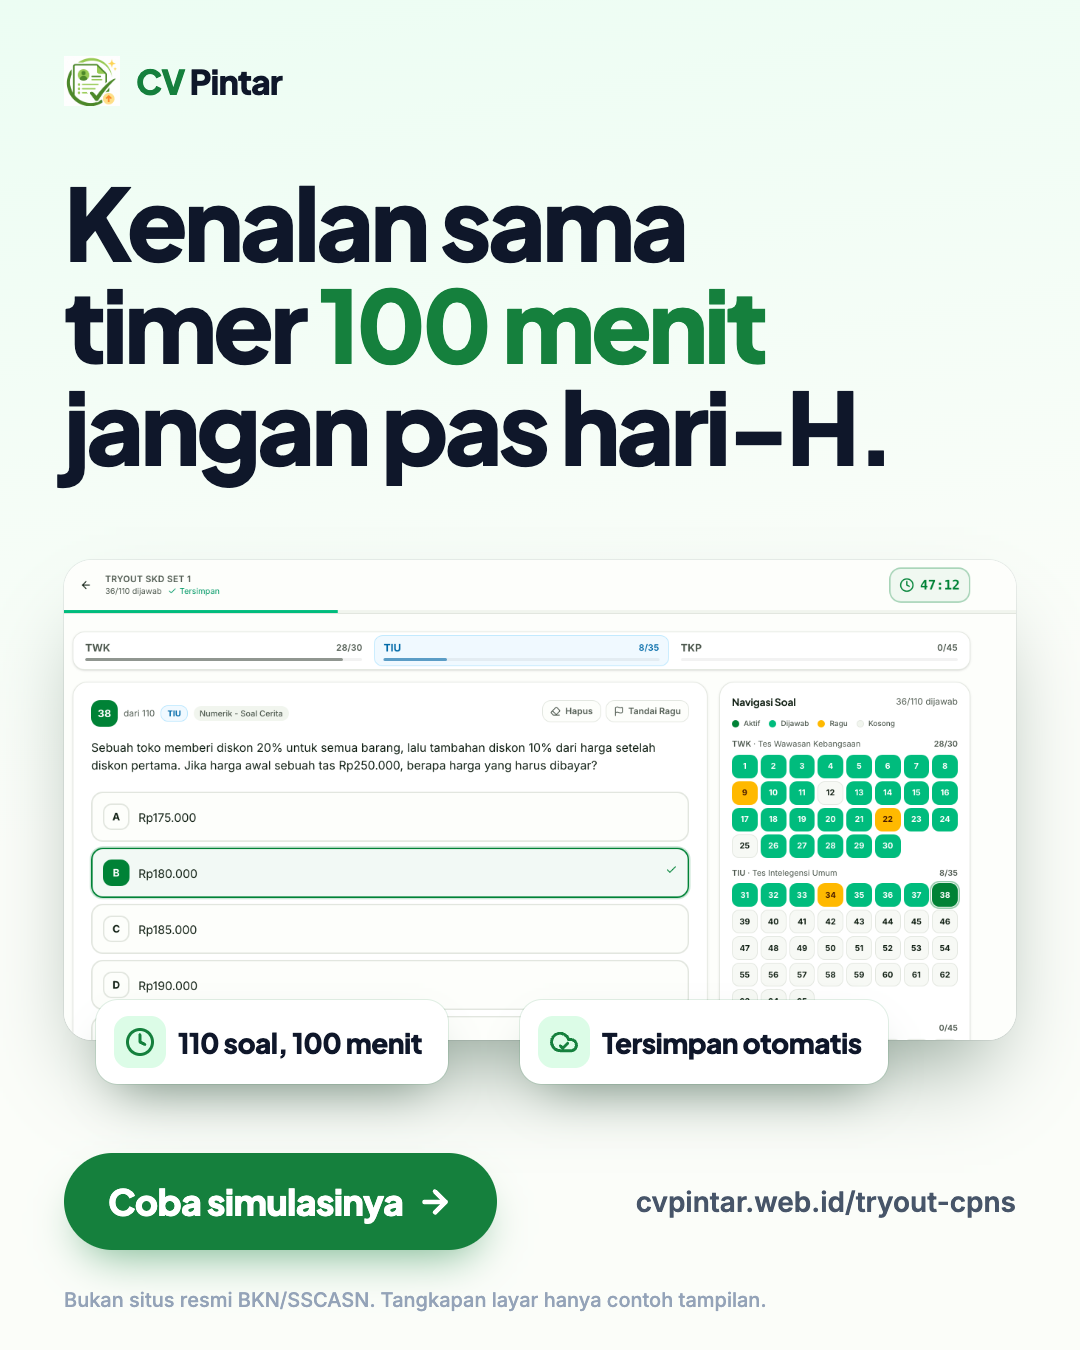 CV Pintar
Kenalan sama
timer 100 menit
jangan pas hari–H.
TRYOUT SKD SET 1
36/110 dijawab ✓ Tersimpan
47:12
TWK 28/30
TIU 8/35
TKP 0/45
38 dari 110 TIU Numerik - Soal Cerita
Hapus
Tandai Ragu
Sebuah toko memberi diskon 20% untuk semua barang, lalu tambahan diskon 10% dari harga setelah
diskon pertama. Jika harga awal sebuah tas Rp250.000, berapa harga yang harus dibayar?
A Rp175.000
B Rp180.000
C Rp185.000
D Rp190.000
Navigasi Soal 36/110 dijawab
Aktif Dijawab Ragu Kosong
TWK · Tes Wawasan Kebangsaan 28/30
1 2 3 4 5 6 7 8
9 10 11 12 13 14 15 16
17 18 19 20 21 22 23 24
25 26 27 28 29 30
TIU · Tes Intelegensi Umum 8/35
31 32 33 34 35 36 37 38
39 40 41 42 43 44 45 46
47 48 49 50 51 52 53 54
55 56 57 58 59 60 61 62
0/45
110 soal, 100 menit
Tersimpan otomatis
Coba simulasinya →
cvpintar.web.id/tryout-cpns
Bukan situs resmi BKN/SSCASN. Tangkapan layar hanya contoh tampilan.